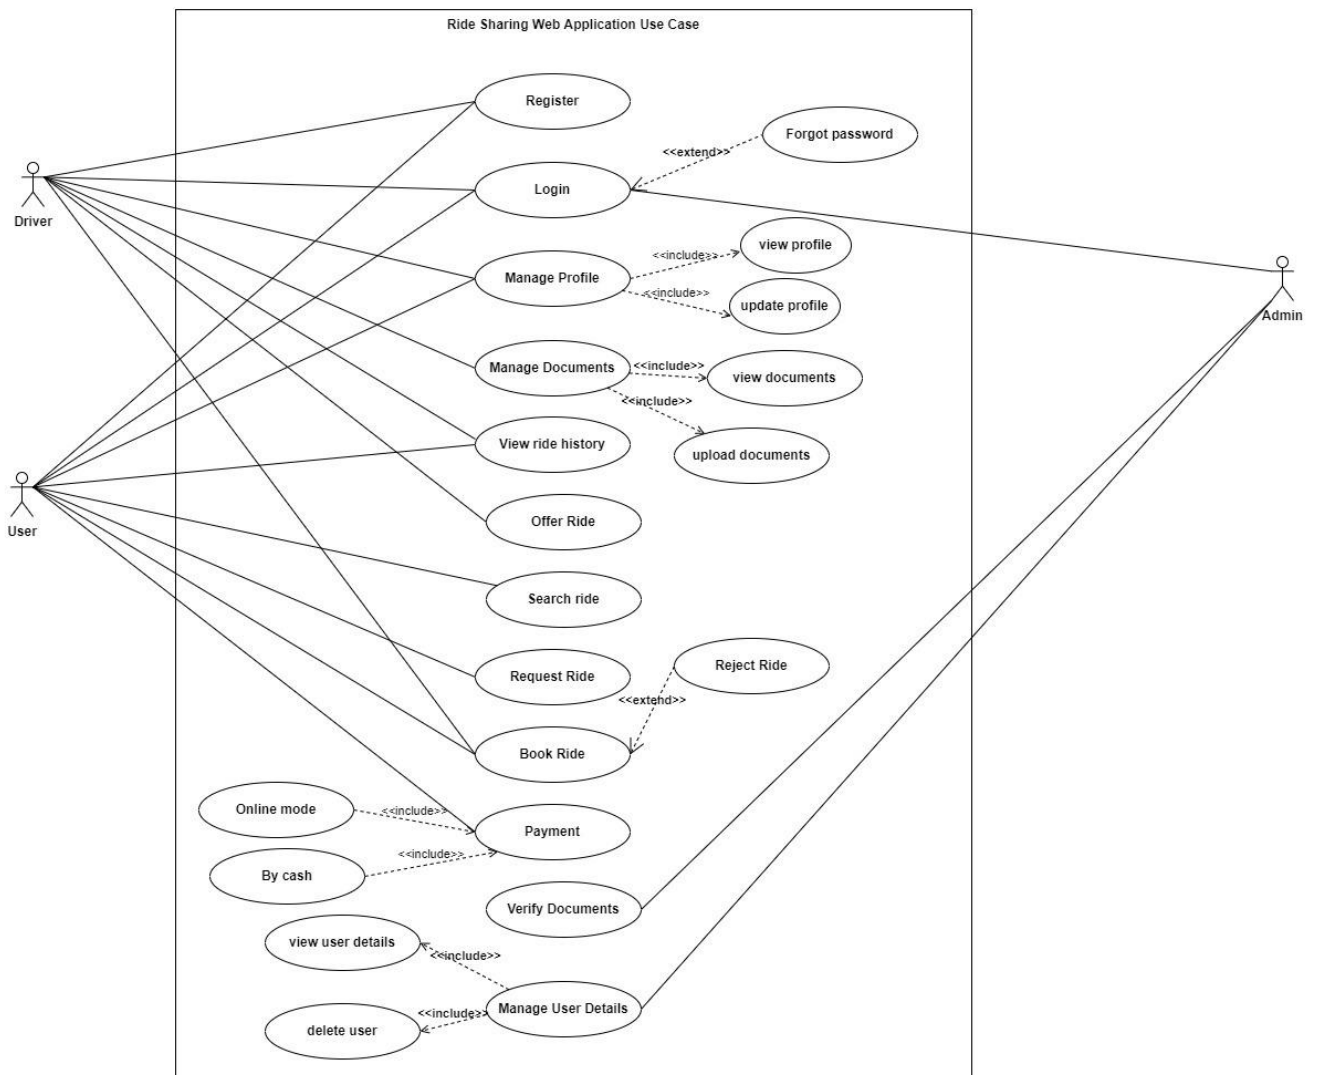 Ride Sharing Web Application Use Case
Register
Forgot password
<<extend>>
Login
Driver
view profile
<<include>>
Manage Profile
<<include>>
update profile
Admin
Manage Documents
<<include>>
view documents
<<include>>
View ride history
upload documents
User
Offer Ride
Search ride
Reject Ride
Request Ride
<<extend>>
Book Ride
Online mode
<<include>>
Payment
<<include>>
By cash
Verify Documents
view user details
<<include>>
Manage User Details
<<include>>
delete user